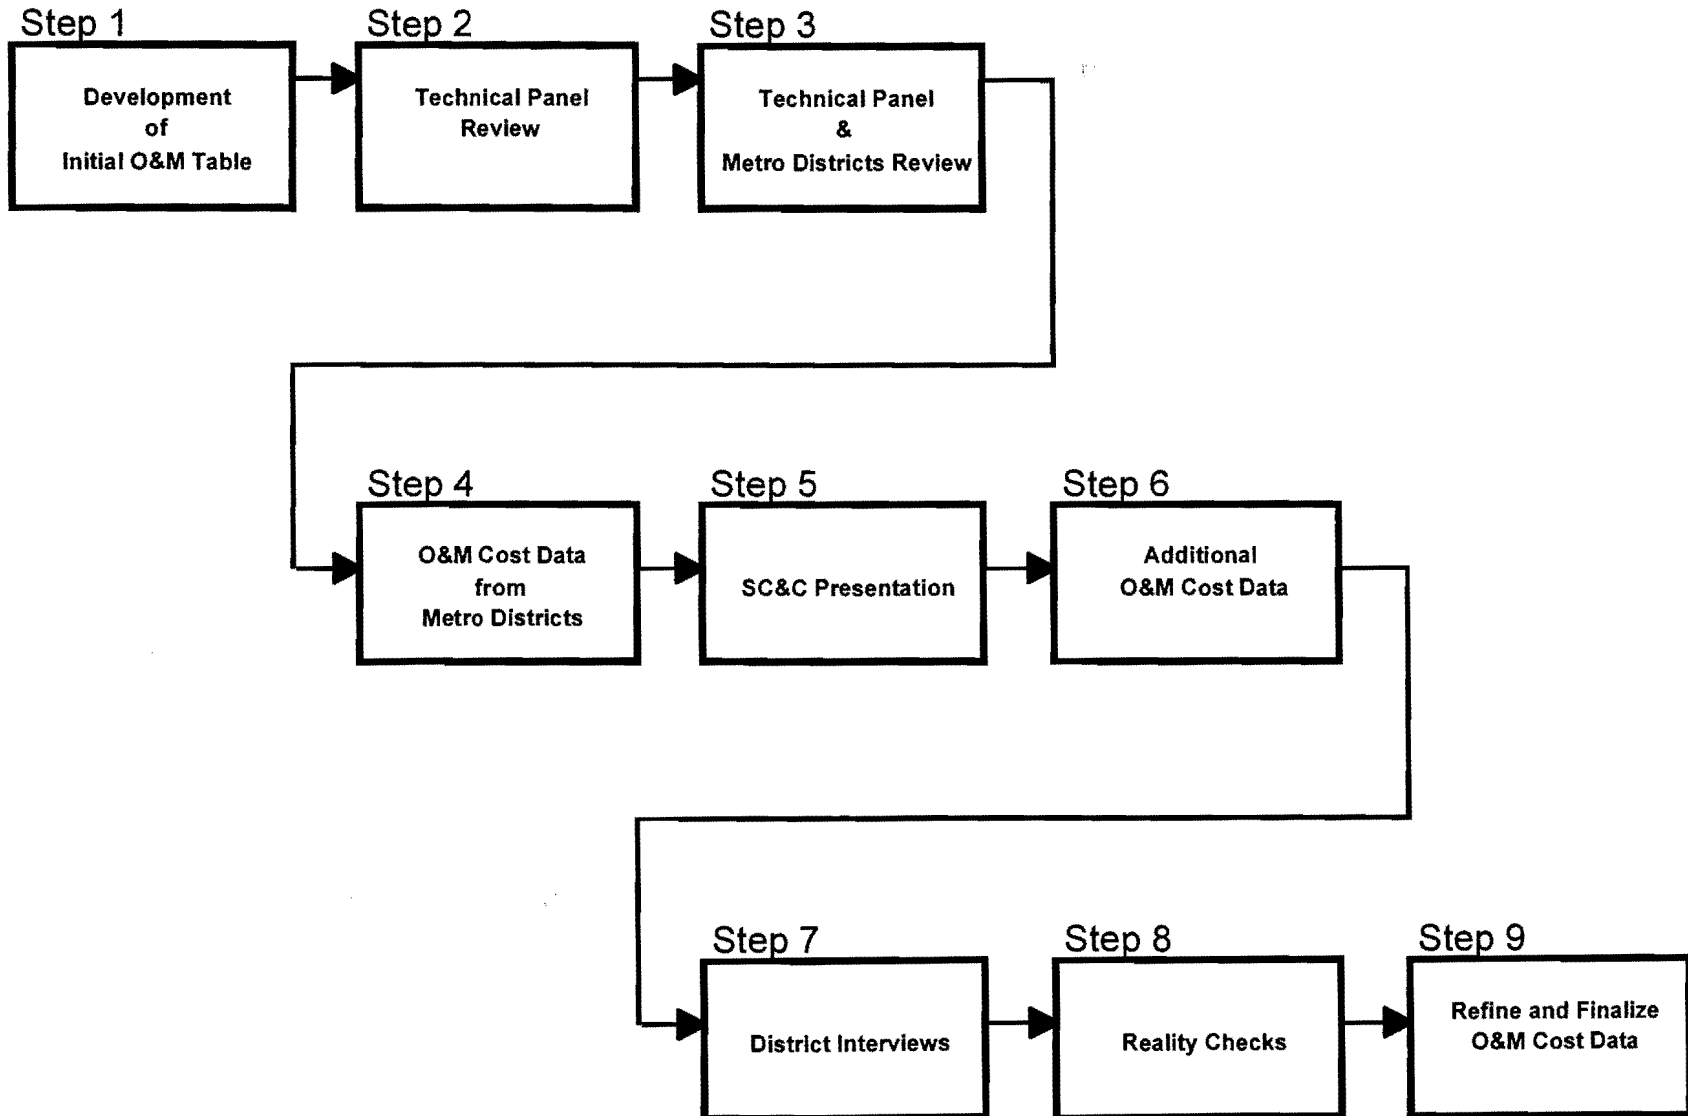 Step 1
Development
of
Initial O&M Table
Step 2
Technical Panel
Review
Step 3
Technical Panel
&
Metro Districts Review
Step 4
O&M Cost Data
from
Metro Districts
Step 5
SC&C Presentation
Step 6
Additional
O&M Cost Data
Step 7
District Interviews
Step 8
Reality Checks
Step 9
Refine and Finalize
O&M Cost Data